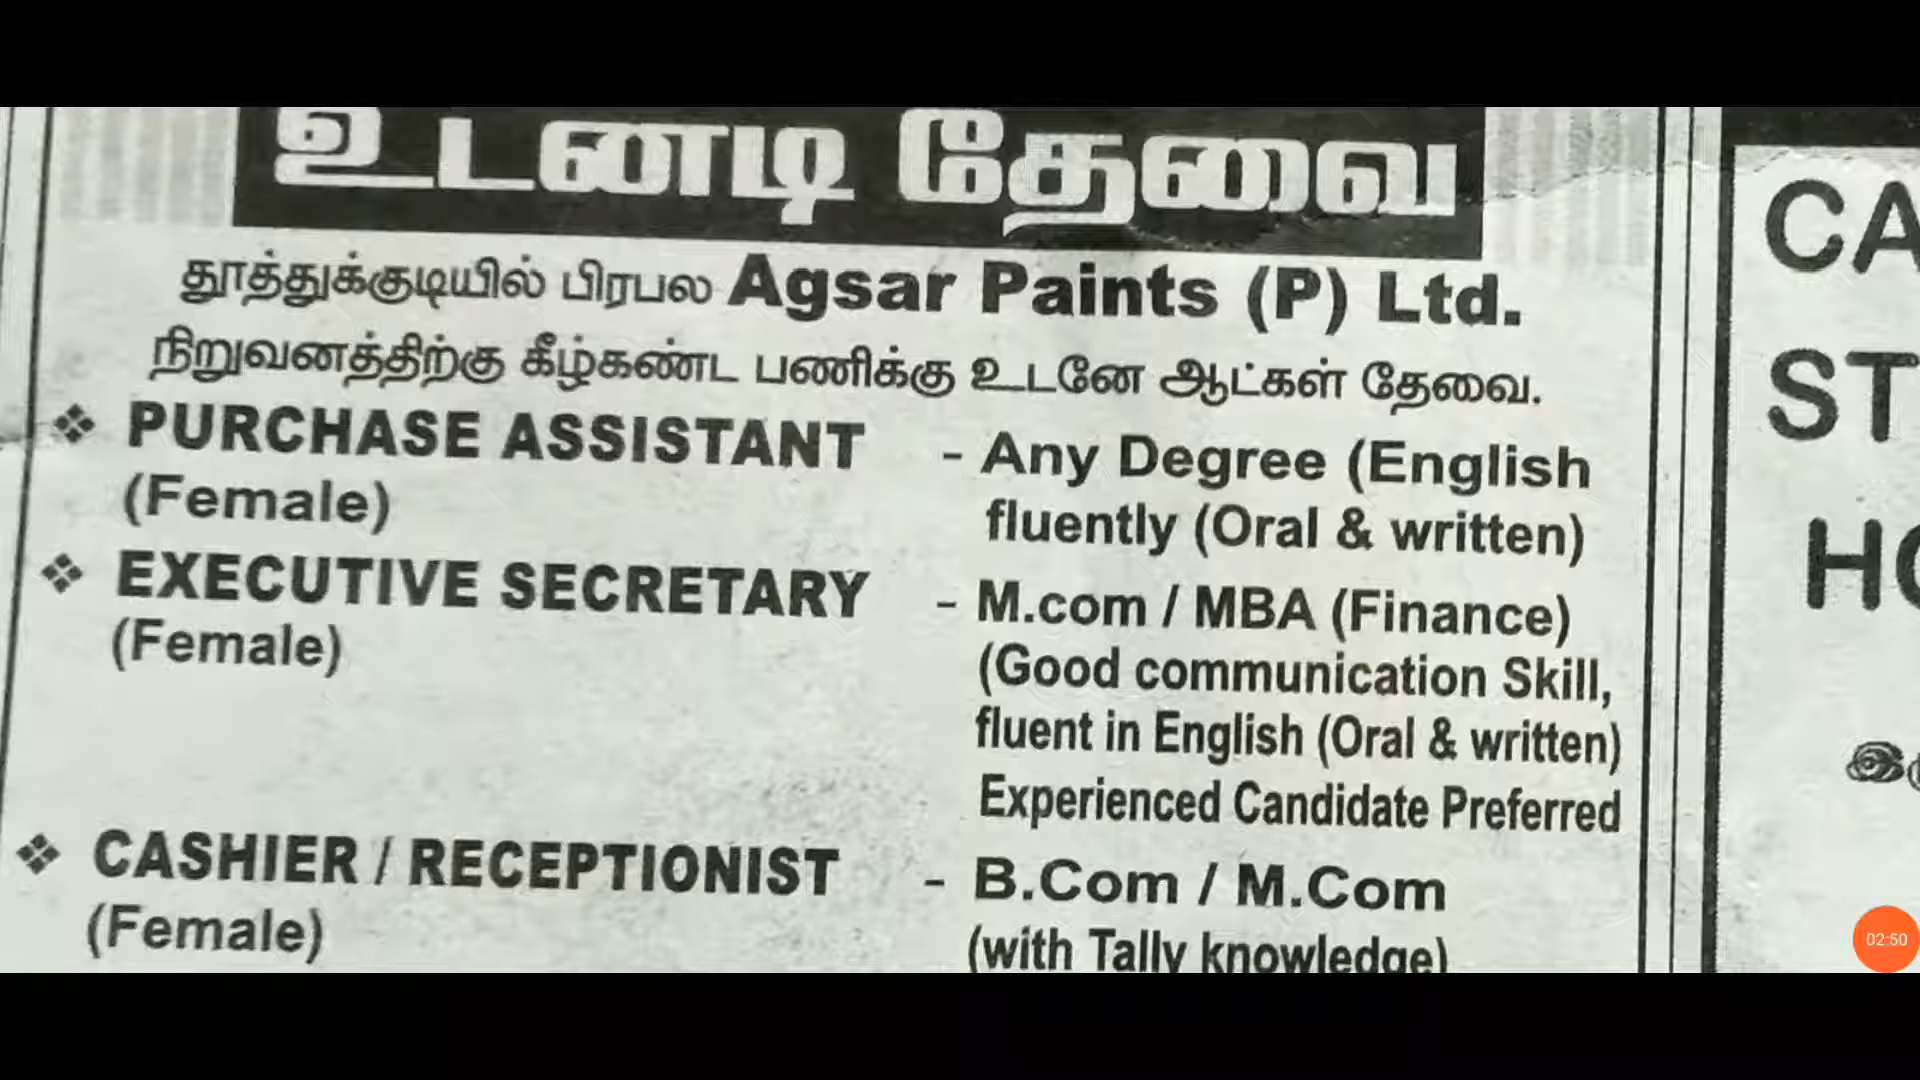 உடனடி தேவை
தூத்துக்குடியில் பிரபல Agsar Paints (P) Ltd.
நிறுவனத்திற்கு கீழ்கண்ட பணிக்கு உடனே ஆட்கள் தேவை.
❖ PURCHASE ASSISTANT - Any Degree (English
(Female) fluently (Oral & written)
❖ EXECUTIVE SECRETARY - M.com / MBA (Finance)
(Female) (Good communication Skill,
fluent in English (Oral & written)
Experienced Candidate Preferred
❖ CASHIER / RECEPTIONIST - B.Com / M.Com
(Female) (with Tally knowledge)
CA
ST
HO
02:50